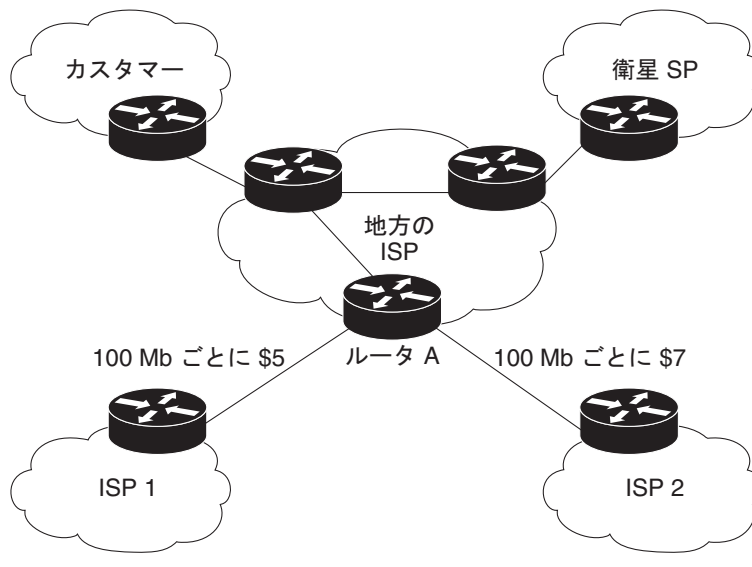 カスタマー
衛星 SP
地方の
ISP
100 Mb ごとに $5
ルータ A
100 Mb ごとに $7
ISP 1
ISP 2